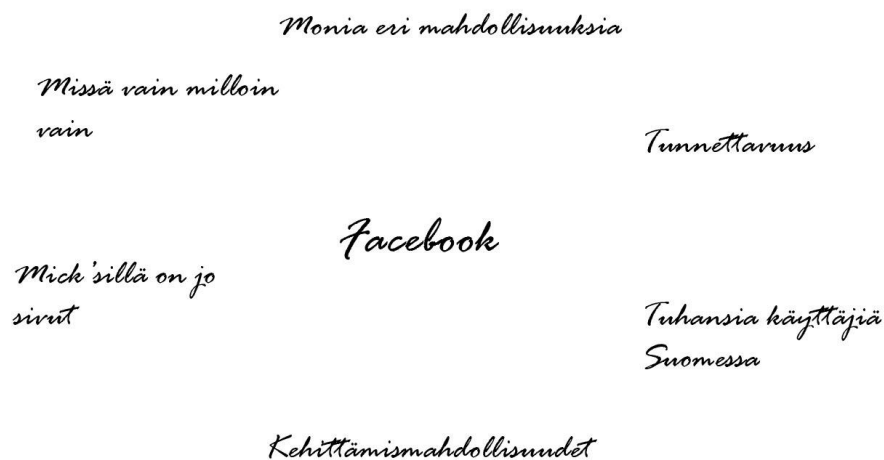 Monia eri mahdollisuuksia
Missä vain milloin
vain
Tunnettavuus
Facebook
Mick'sillä on jo
sivut
Tuhansia käyttäjiä
Suomessa
Kehittämismahdollisuudet